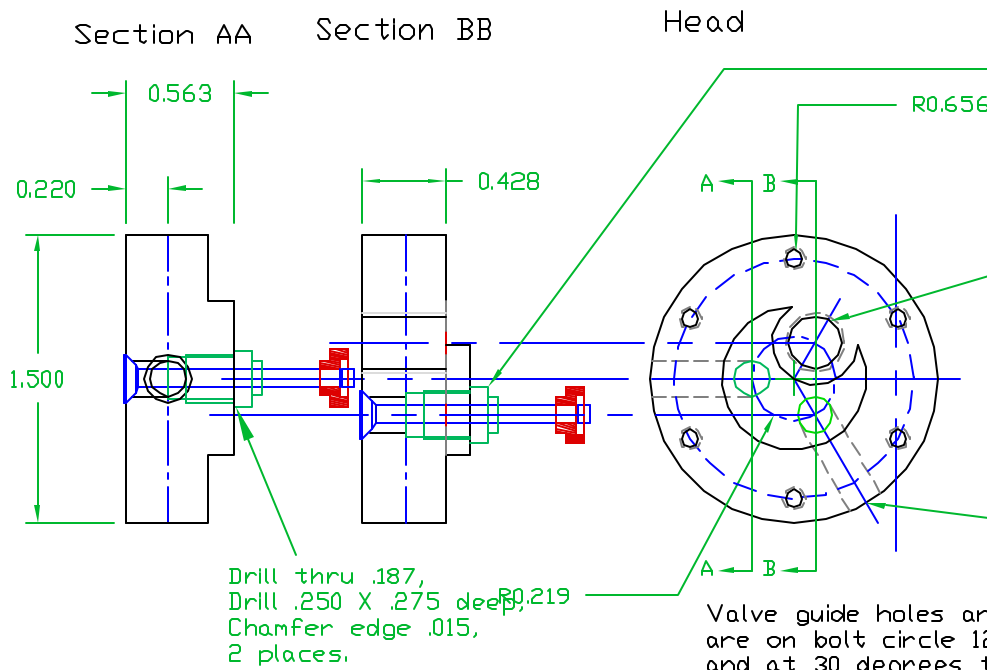 Section AA
Section BB
Head
0.563
R0.656
0.220
0.428
A
B
1.500
A
B
Drill thru .187,
Drill .250 X .275 deep,
Chamfer edge .015,
2 places.
R0.219
Valve guide holes
are on bolt circle
and at 30 degrees